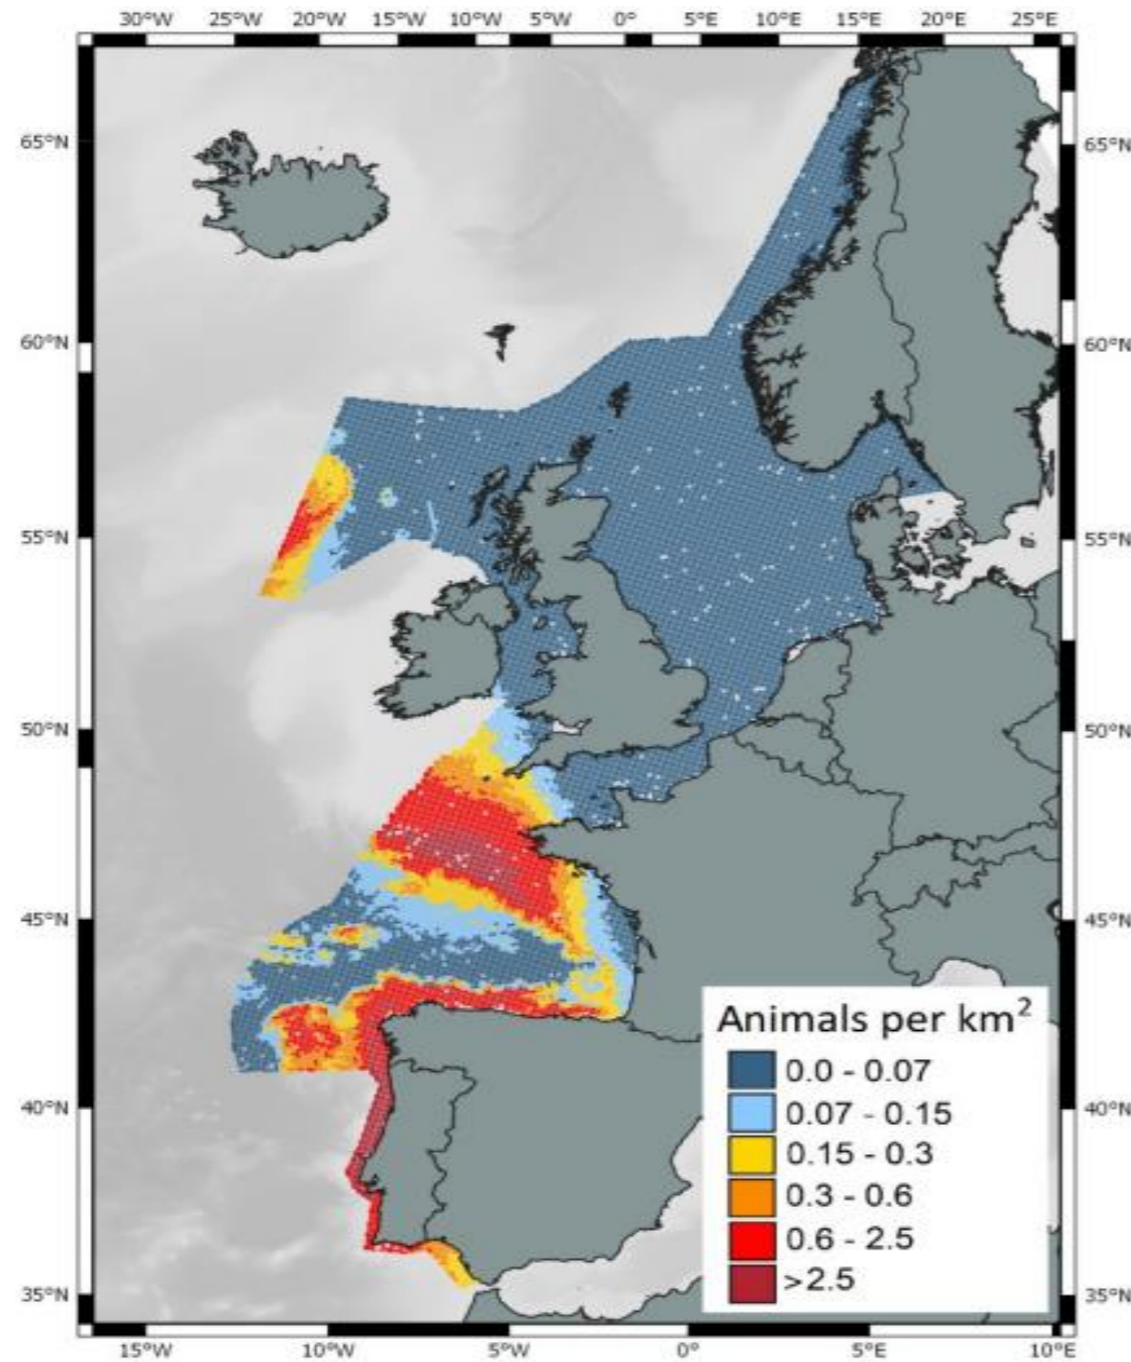 30°W 25°W 20°W 15°W 10°W 5°W 0° 5°E 10°E 15°E 20°E 25°E
65°N 65°N
60°N 60°N
55°N 55°N
50°N 50°N
45°N 45°N
Animals per km²
0.0 - 0.07
0.07 - 0.15
40°N 40°N
0.15 - 0.3
0.3 - 0.6
0.6 - 2.5
>2.5
35°N 35°N
15°W 10°W 5°W 0° 5°E 10°E